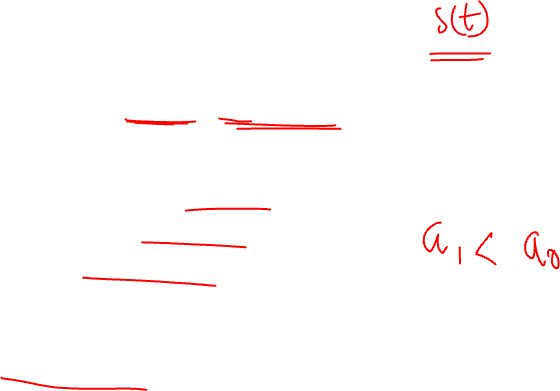 s(t)
a₁ < a₀